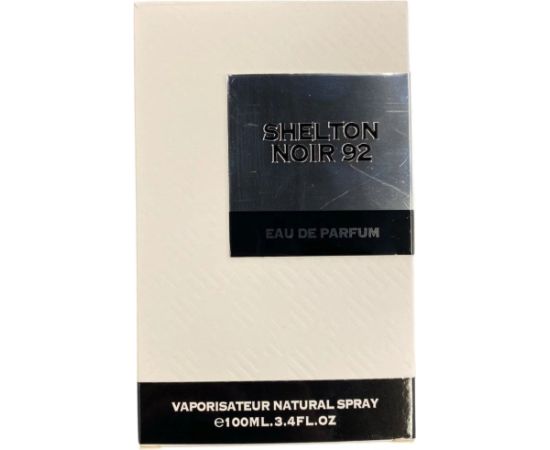 SHELTON
NOIR 92
EAU DE PARFUM
VAPORISATEUR NATURAL SPRAY
℮100ML.3.4FL.OZ